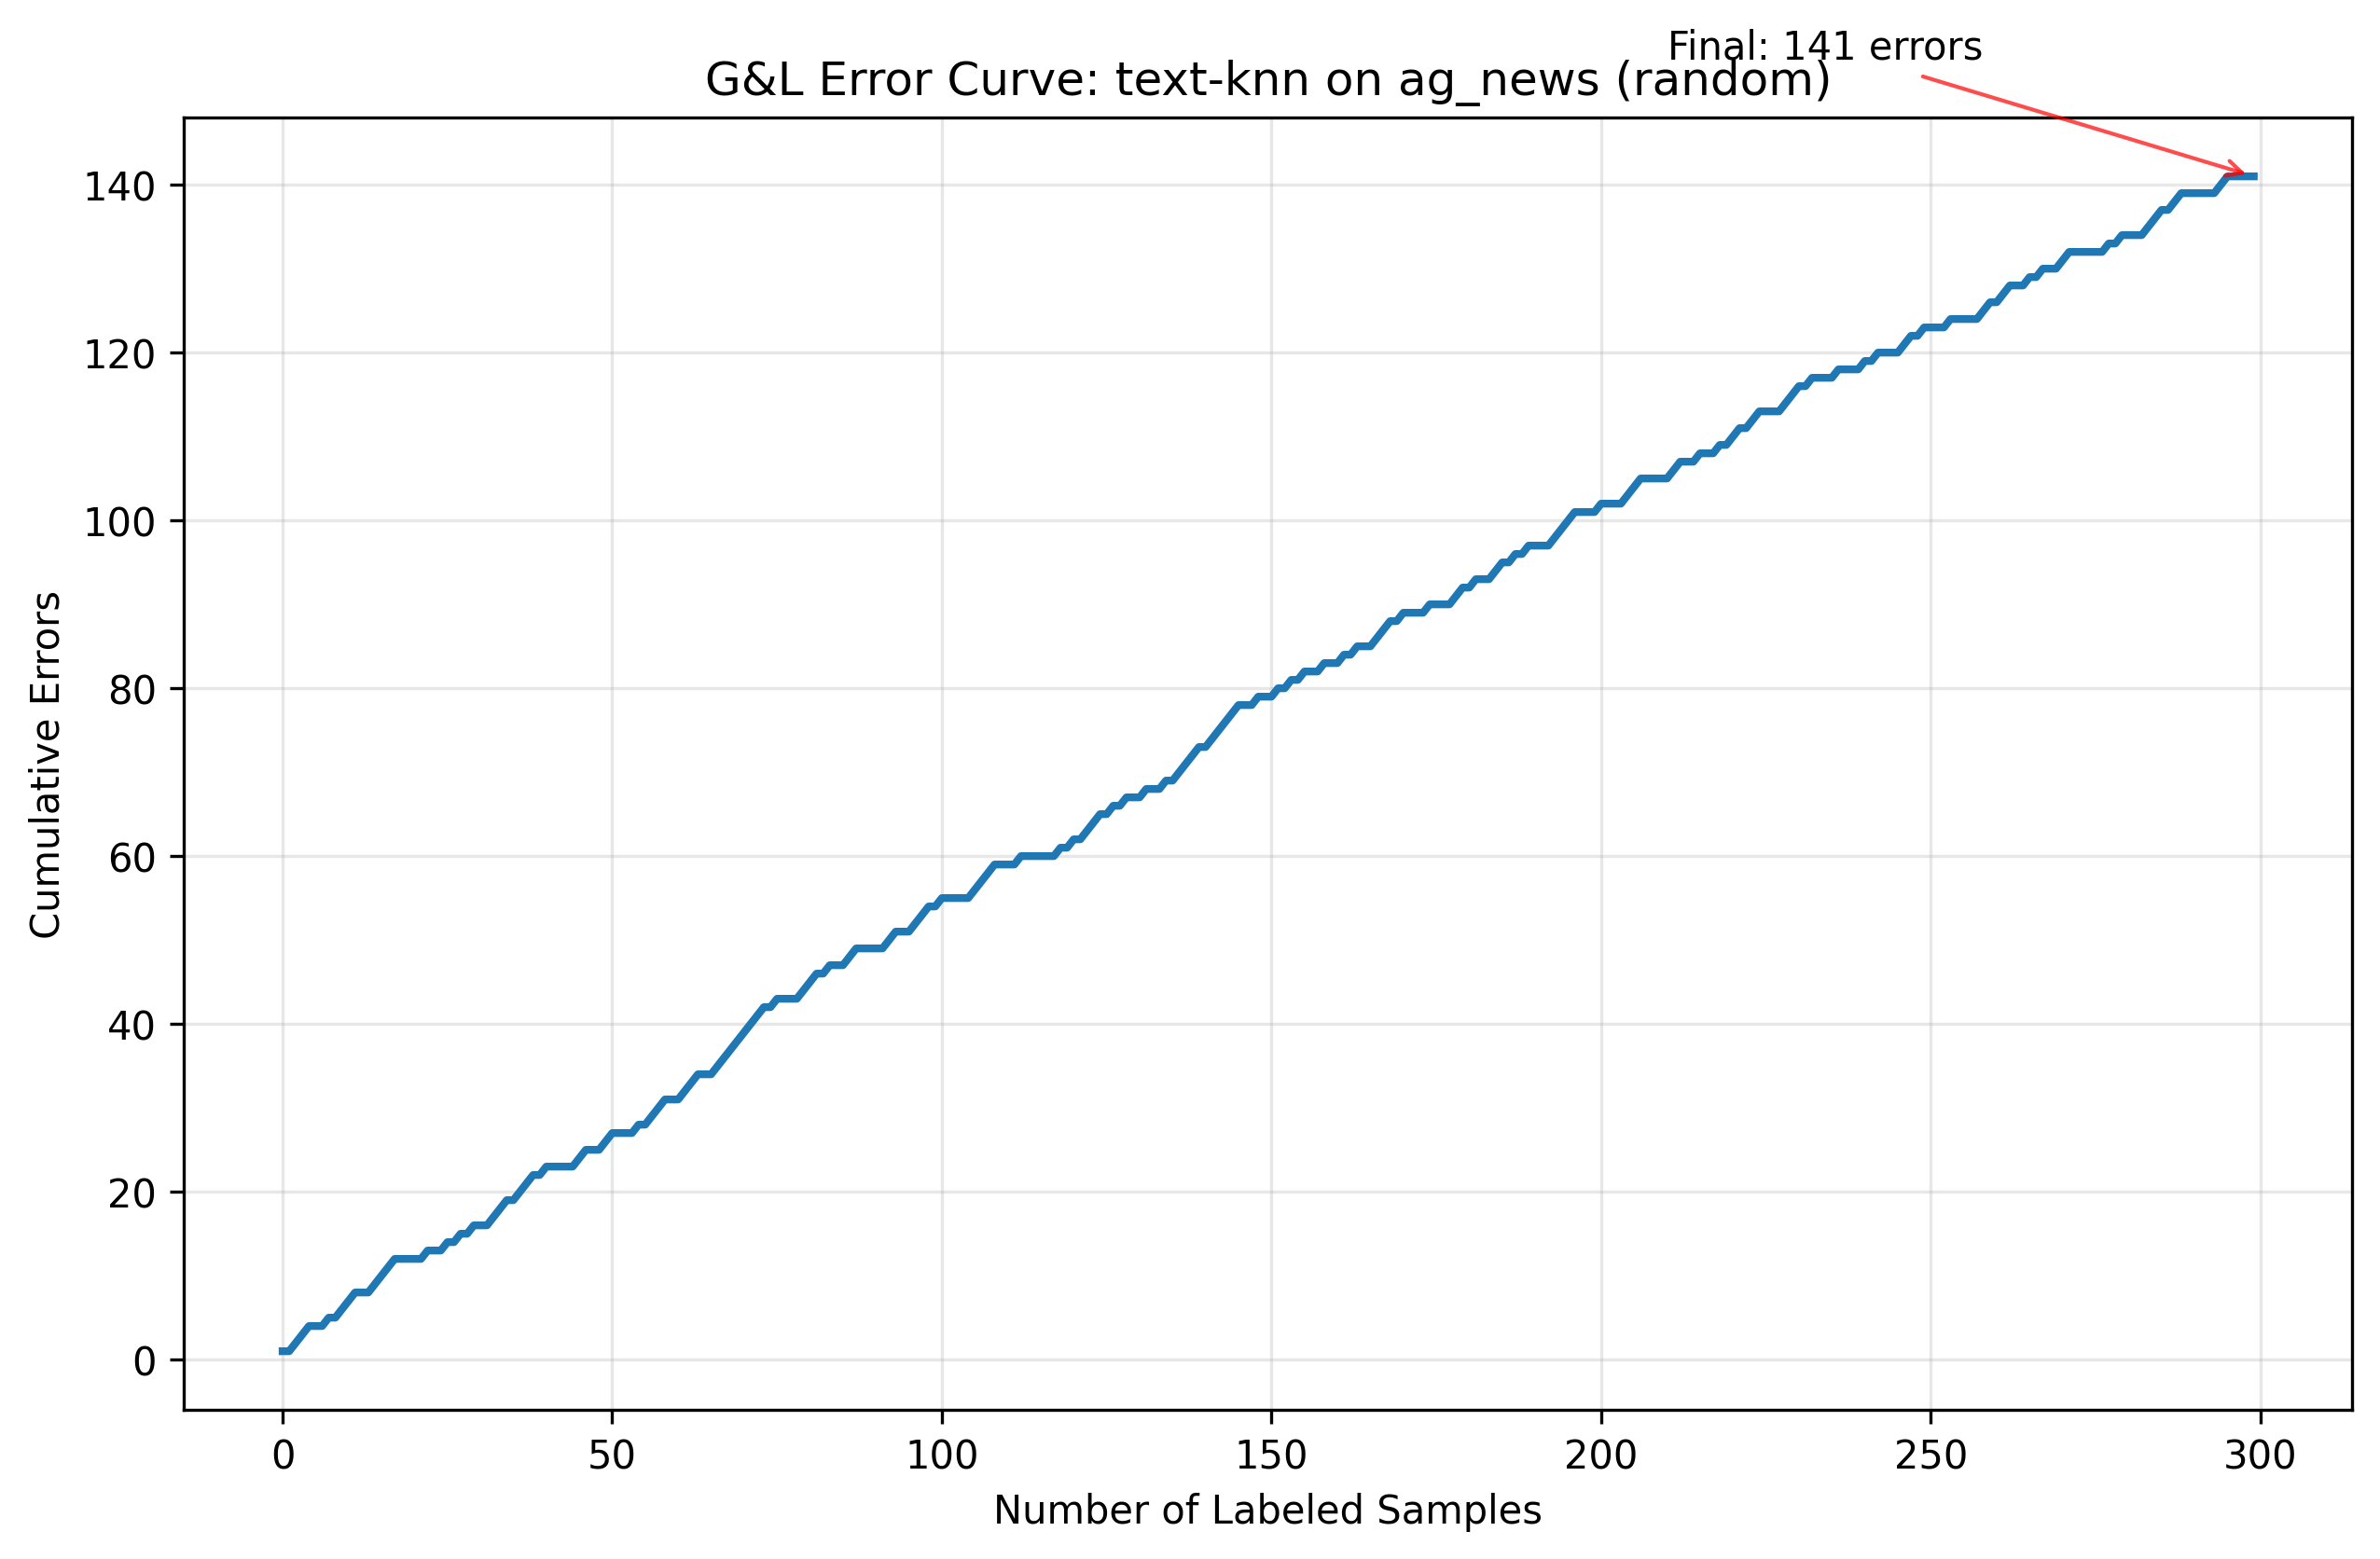 Final: 141 errors
G&L Error Curve: text-knn on ag_news (random)
140
120
100
80
60
40
20
0
Cumulative Errors
0 50 100 150 200 250 300
Number of Labeled Samples